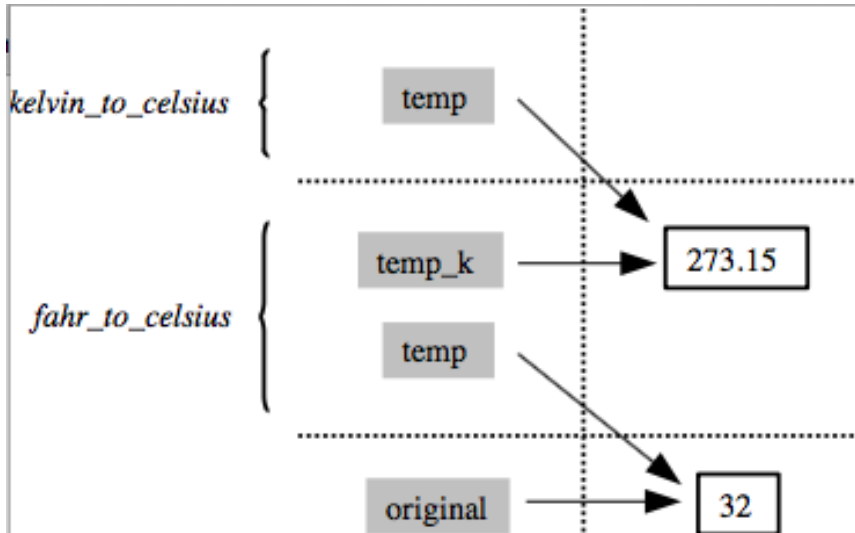 kelvin_to_celsius
temp
temp_k
273.15
fahr_to_celsius
temp
original
32